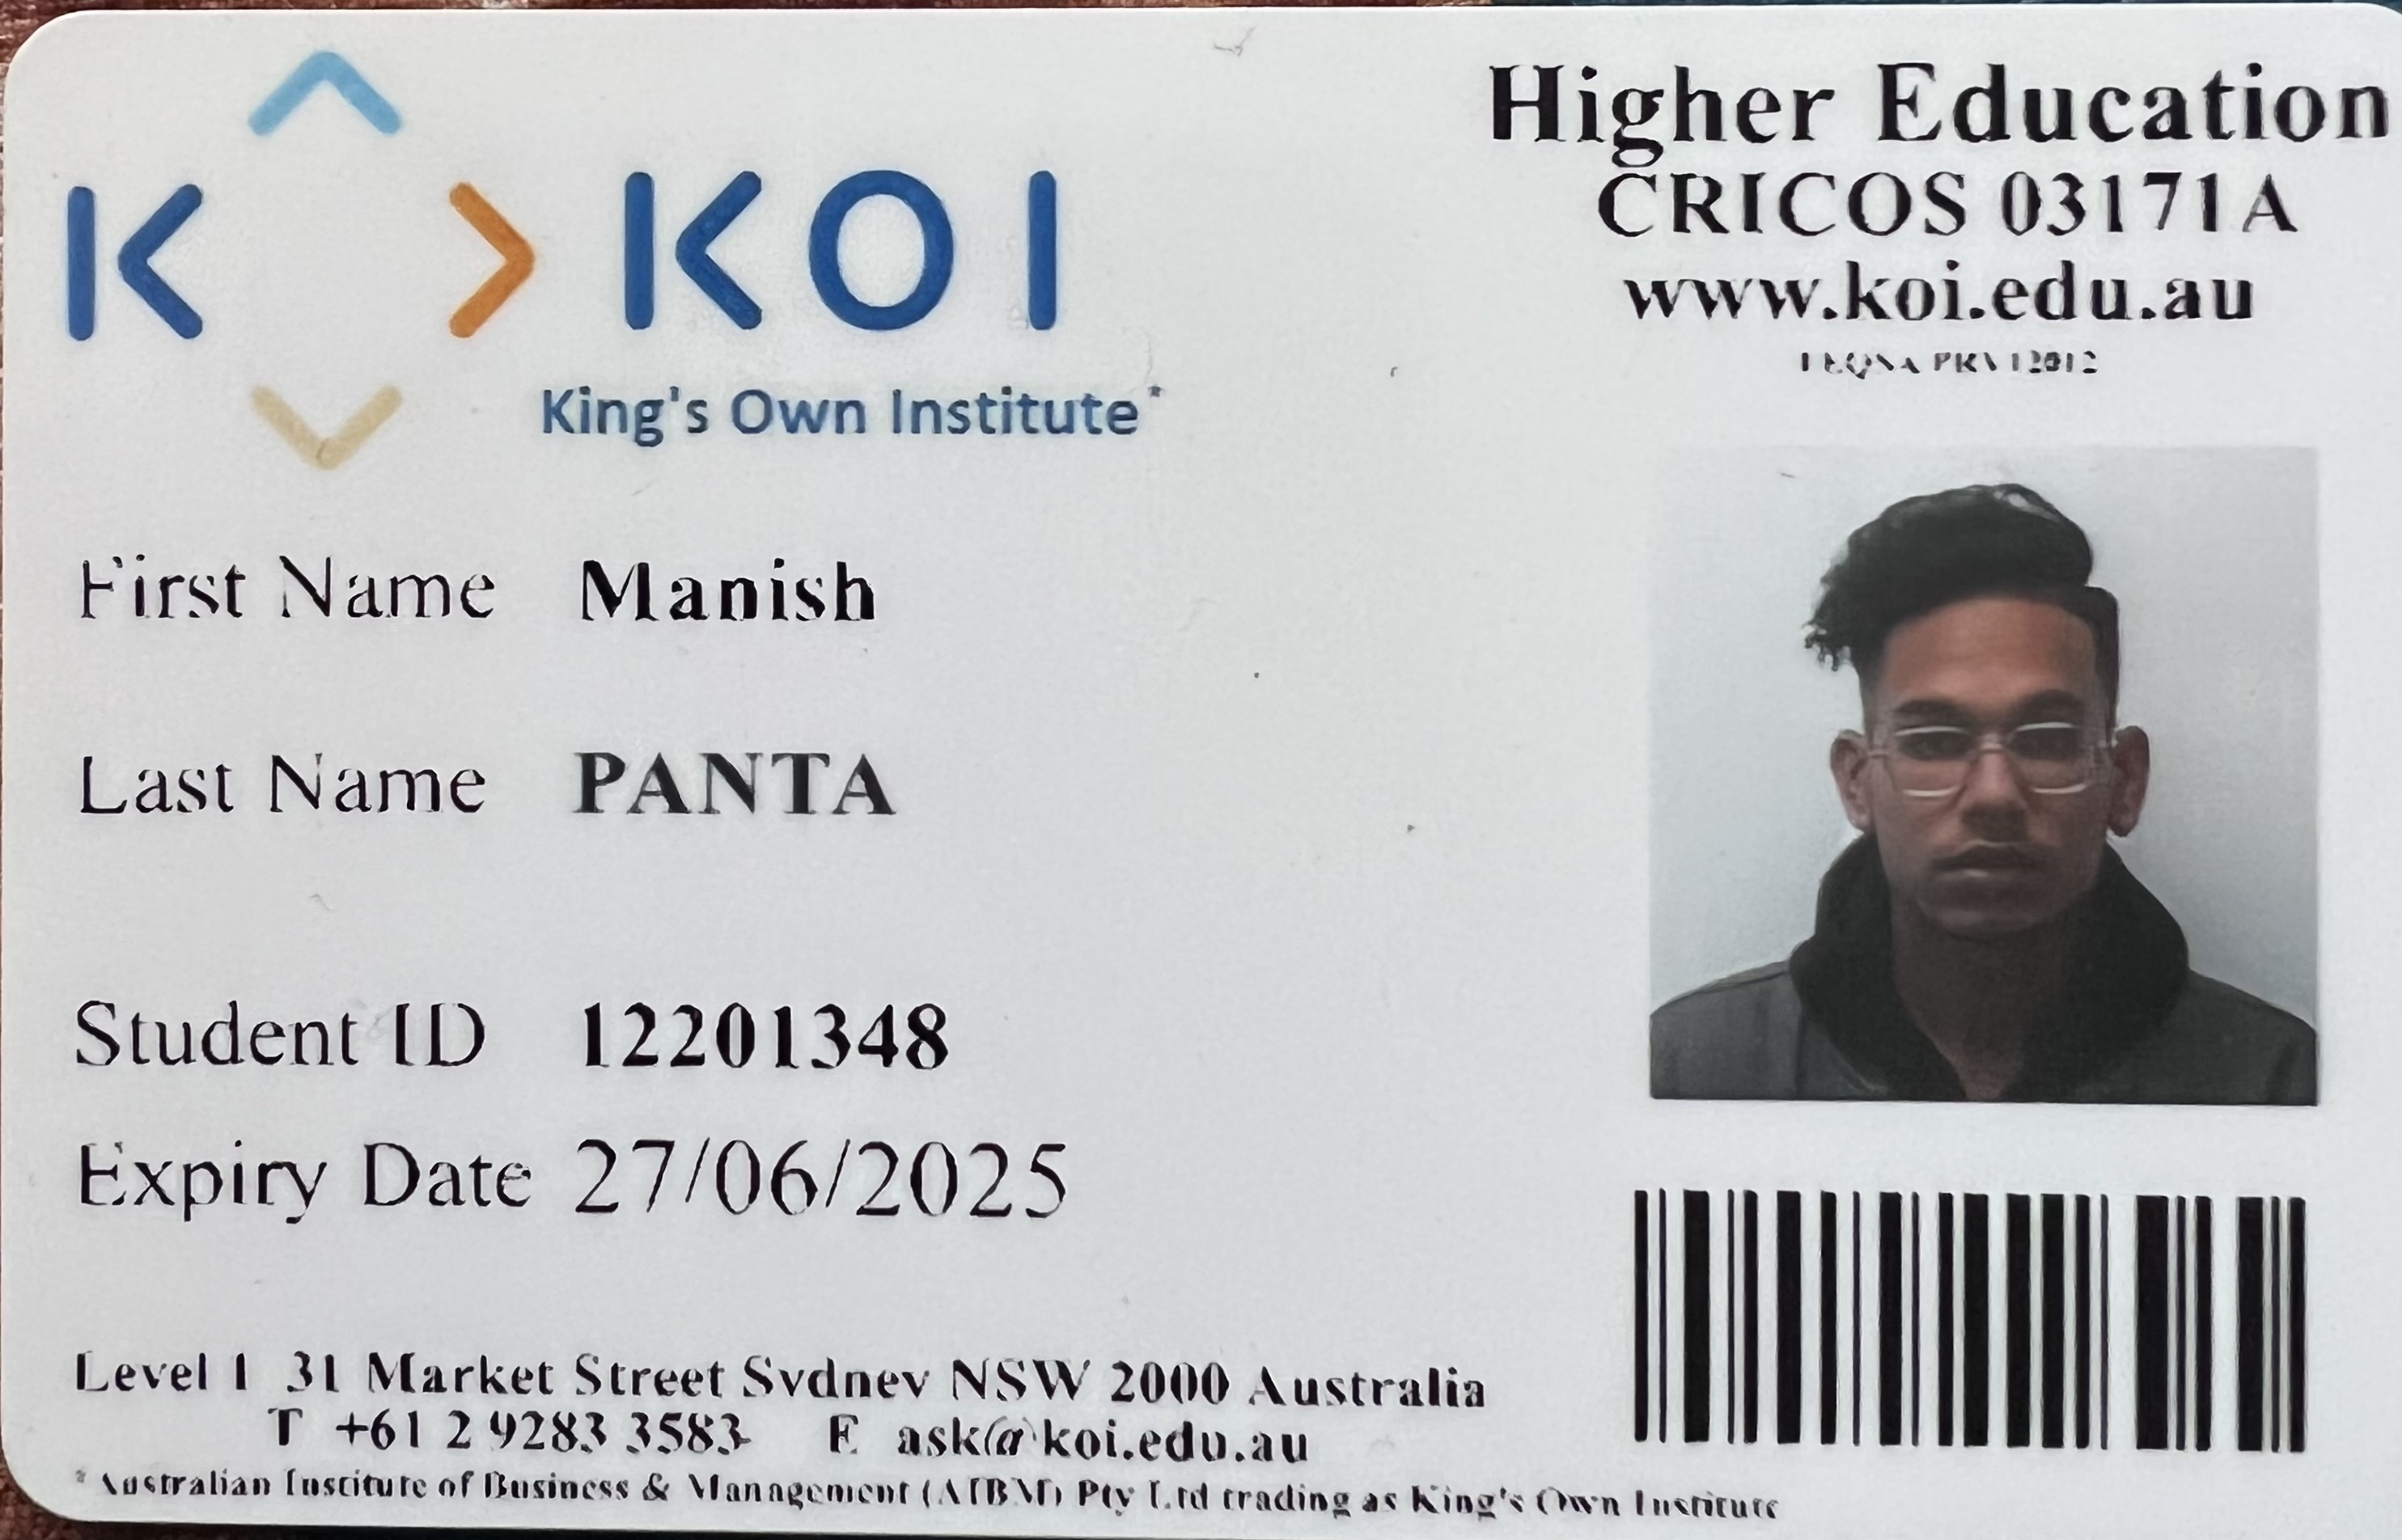 K KOI
King's Own Institute*
Higher Education
CRICOS 03171A
www.koi.edu.au
TEQSA PRV12012
First Name Manish
Last Name PANTA
Student ID 12201348
Expiry Date 27/06/2025
Level 1 31 Market Street Sydney NSW 2000 Australia
T +61 2 9283 3583 E ask@koi.edu.au
* Australian Institute of Business & Management (AIBM) Pty Ltd trading as King's Own Institute